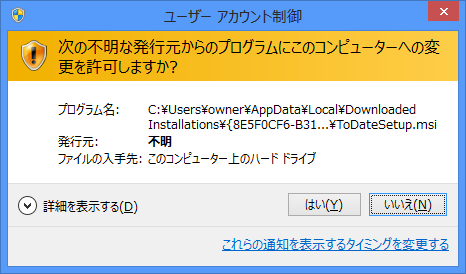 ユーザー アカウント制御
次の不明な発行元からのプログラムにこのコンピューターへの変
更を許可しますか?
プログラム名: C:¥Users¥owner¥AppData¥Local¥Downloaded
Installations¥{8E5F0CF6-B31...¥ToDateSetup.msi
発行元: 不明
ファイルの入手先: このコンピューター上のハード ドライブ
詳細を表示する(D) はい(Y) いいえ(N)
これらの通知を表示するタイミングを変更する